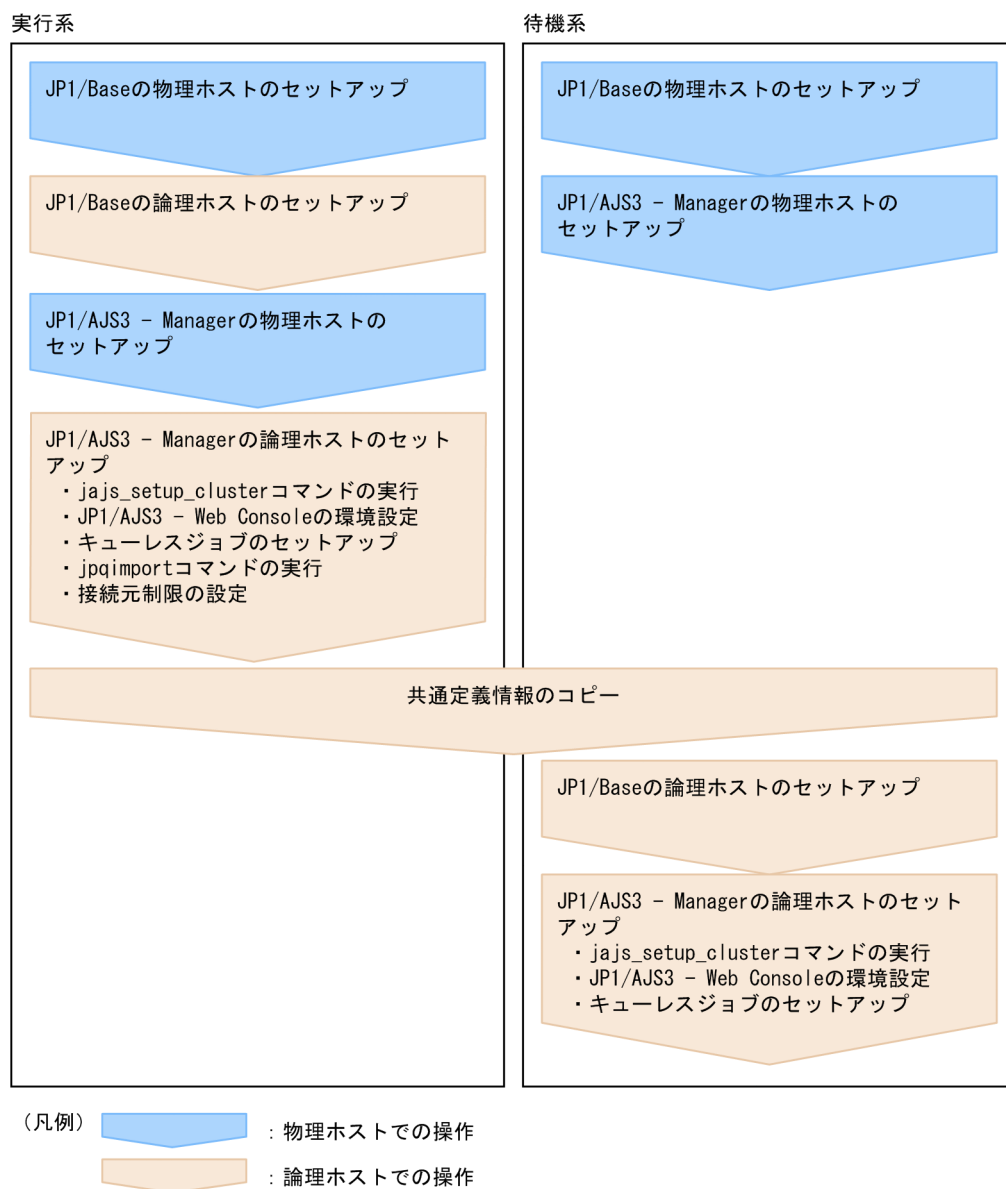 実行系
JP1/Baseの物理ホストのセットアップ
JP1/Baseの論理ホストのセットアップ
JP1/AJS3 - Managerの物理ホストの
セットアップ
JP1/AJS3 - Managerの論理ホストのセット
アップ
・jajs_setup_clusterコマンドの実行
・JP1/AJS3 - Web Consoleの環境設定
・キューレスジョブのセットアップ
・jpqimportコマンドの実行
・接続元制限の設定
待機系
JP1/Baseの物理ホストのセットアップ
JP1/AJS3 - Managerの物理ホストの
セットアップ
共通定義情報のコピー
JP1/Baseの論理ホストのセットアップ
JP1/AJS3 - Managerの論理ホストのセット
アップ
・jajs_setup_clusterコマンドの実行
・JP1/AJS3 - Web Consoleの環境設定
・キューレスジョブのセットアップ
(凡例)
：物理ホストでの操作
：論理ホストでの操作